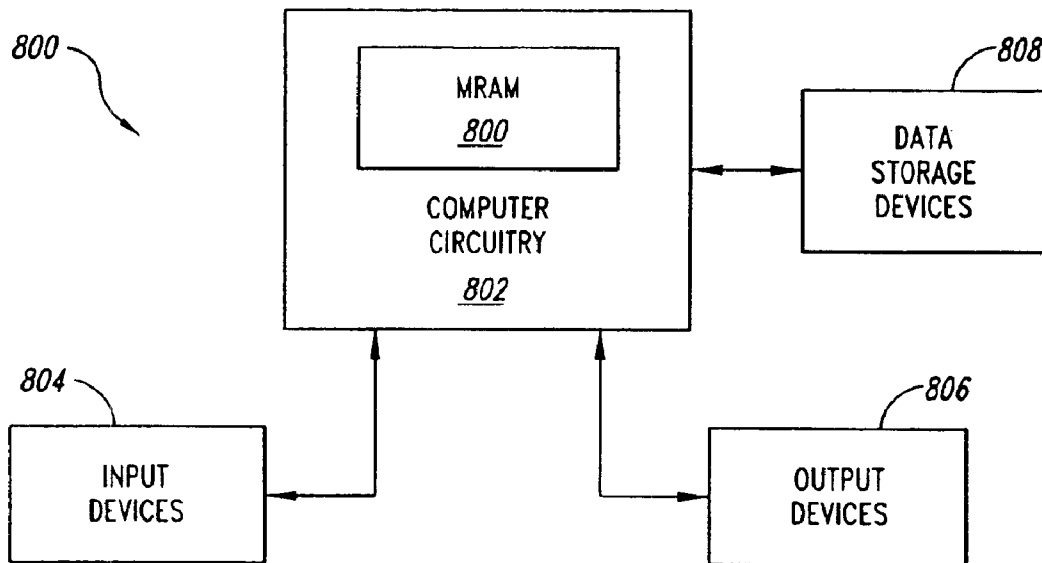 800
MRAM
800
COMPUTER
CIRCUITRY
802
808
DATA
STORAGE
DEVICES
804
INPUT
DEVICES
806
OUTPUT
DEVICES